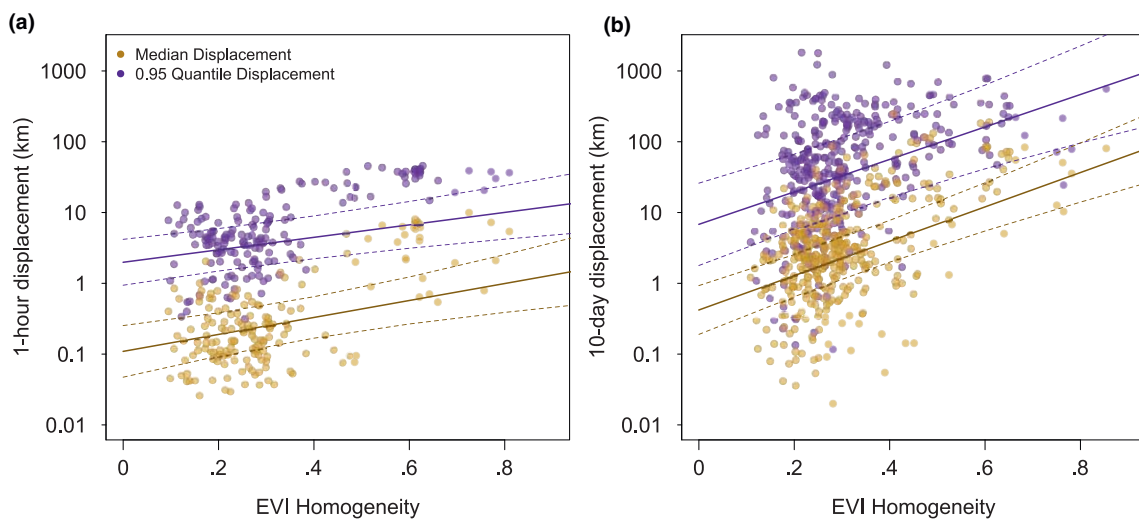 (a)
Median Displacement
0.95 Quantile Displacement
1000
100
10
1
0.1
0.01
1-hour displacement (km)
0
.2
.4
.6
.8
EVI Homogeneity
(b)
1000
100
10
1
0.1
0.01
10-day displacement (km)
0
.2
.4
.6
.8
EVI Homogeneity